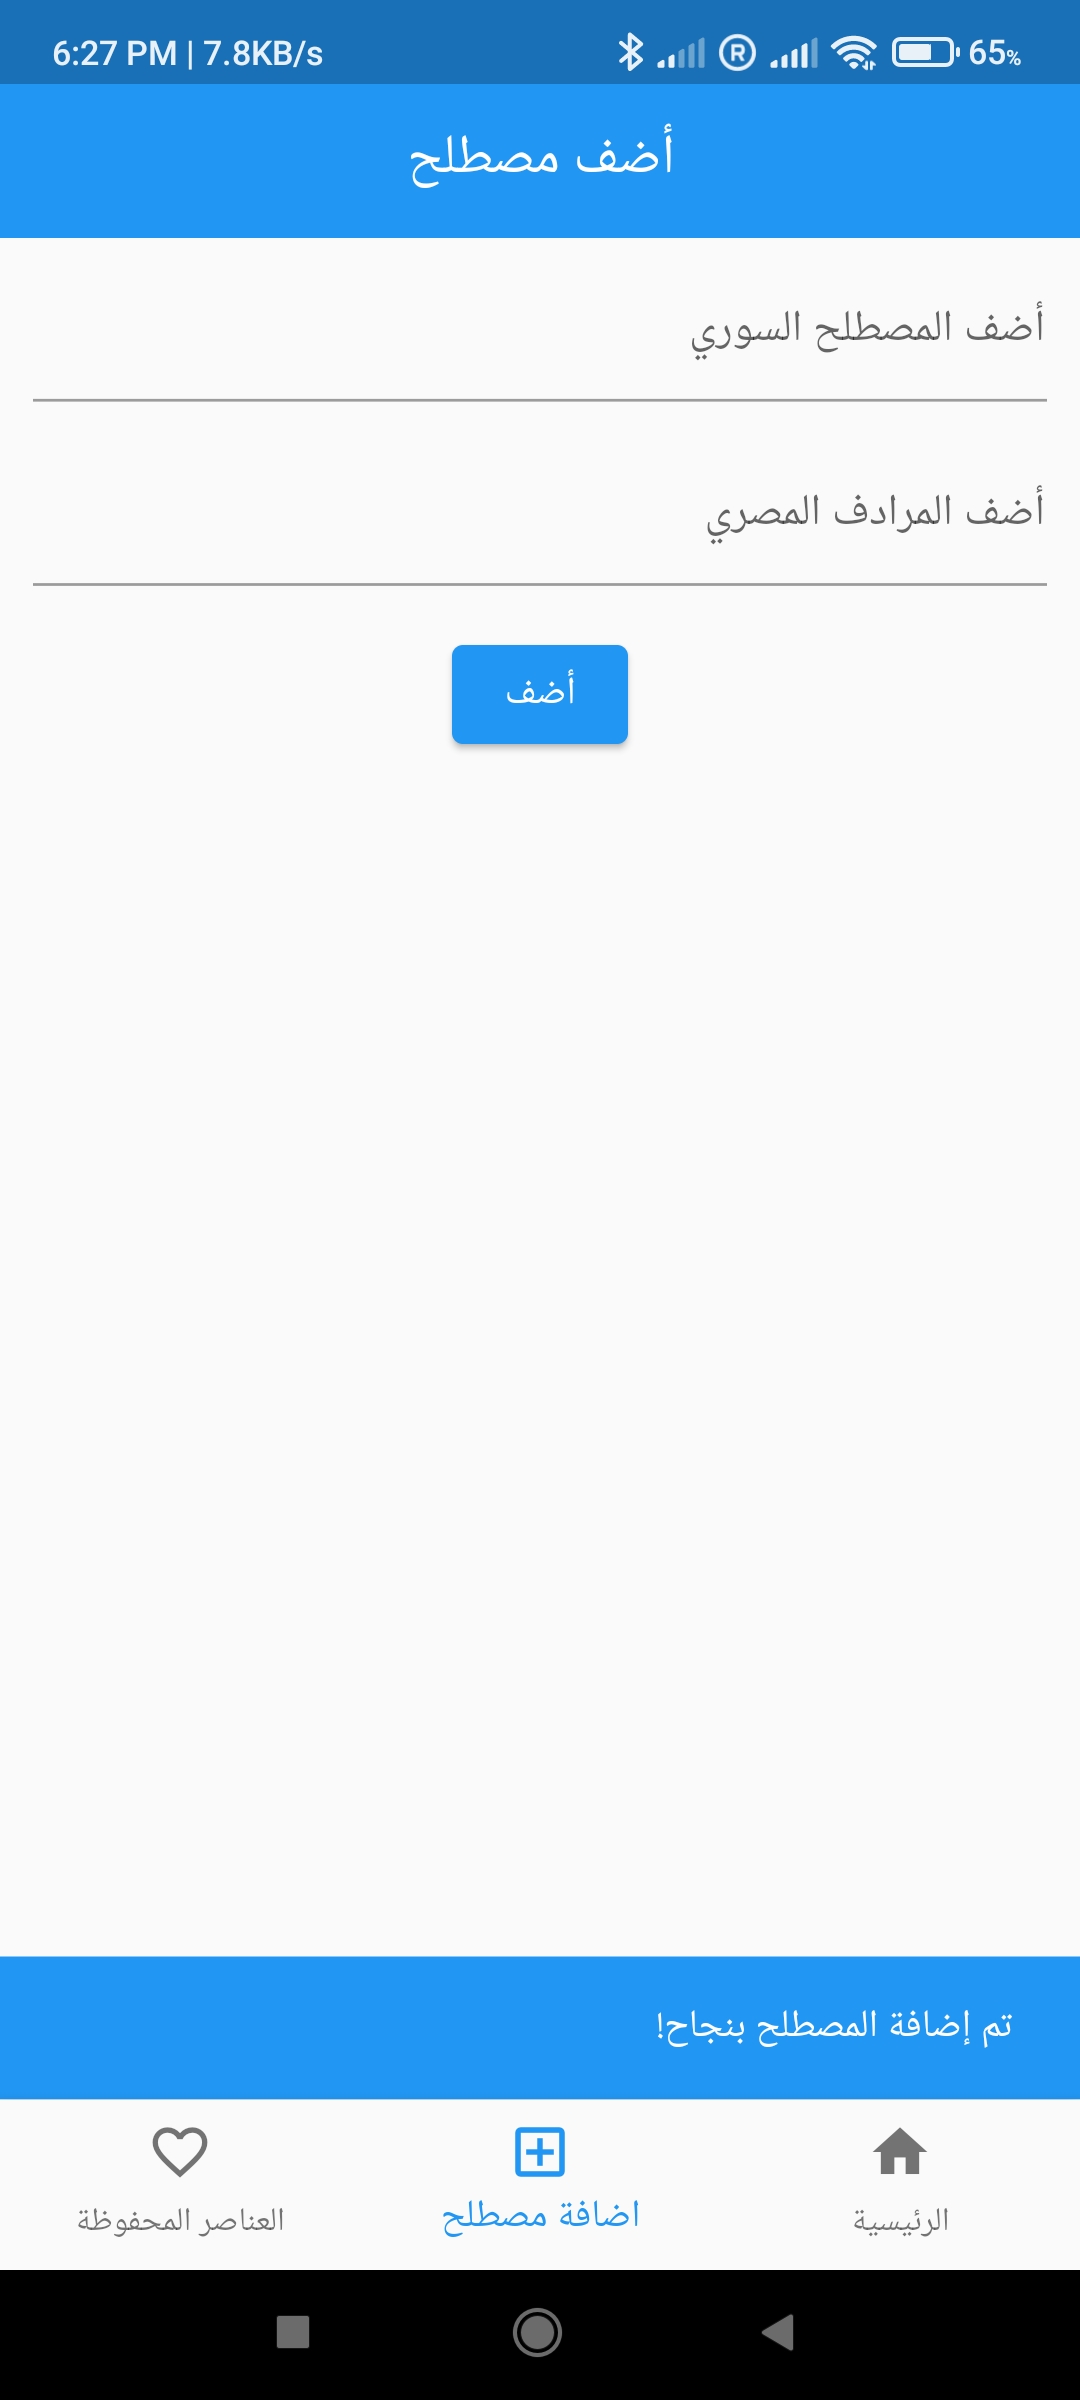 6:27 PM | 7.8KB/s R 65%
أضف مصطلح
أضف المصطلح السوري
أضف المرادف المصري
أضف
تم إضافة المصطلح بنجاح!
الرئيسية
اضافة مصطلح
العناصر المحفوظة